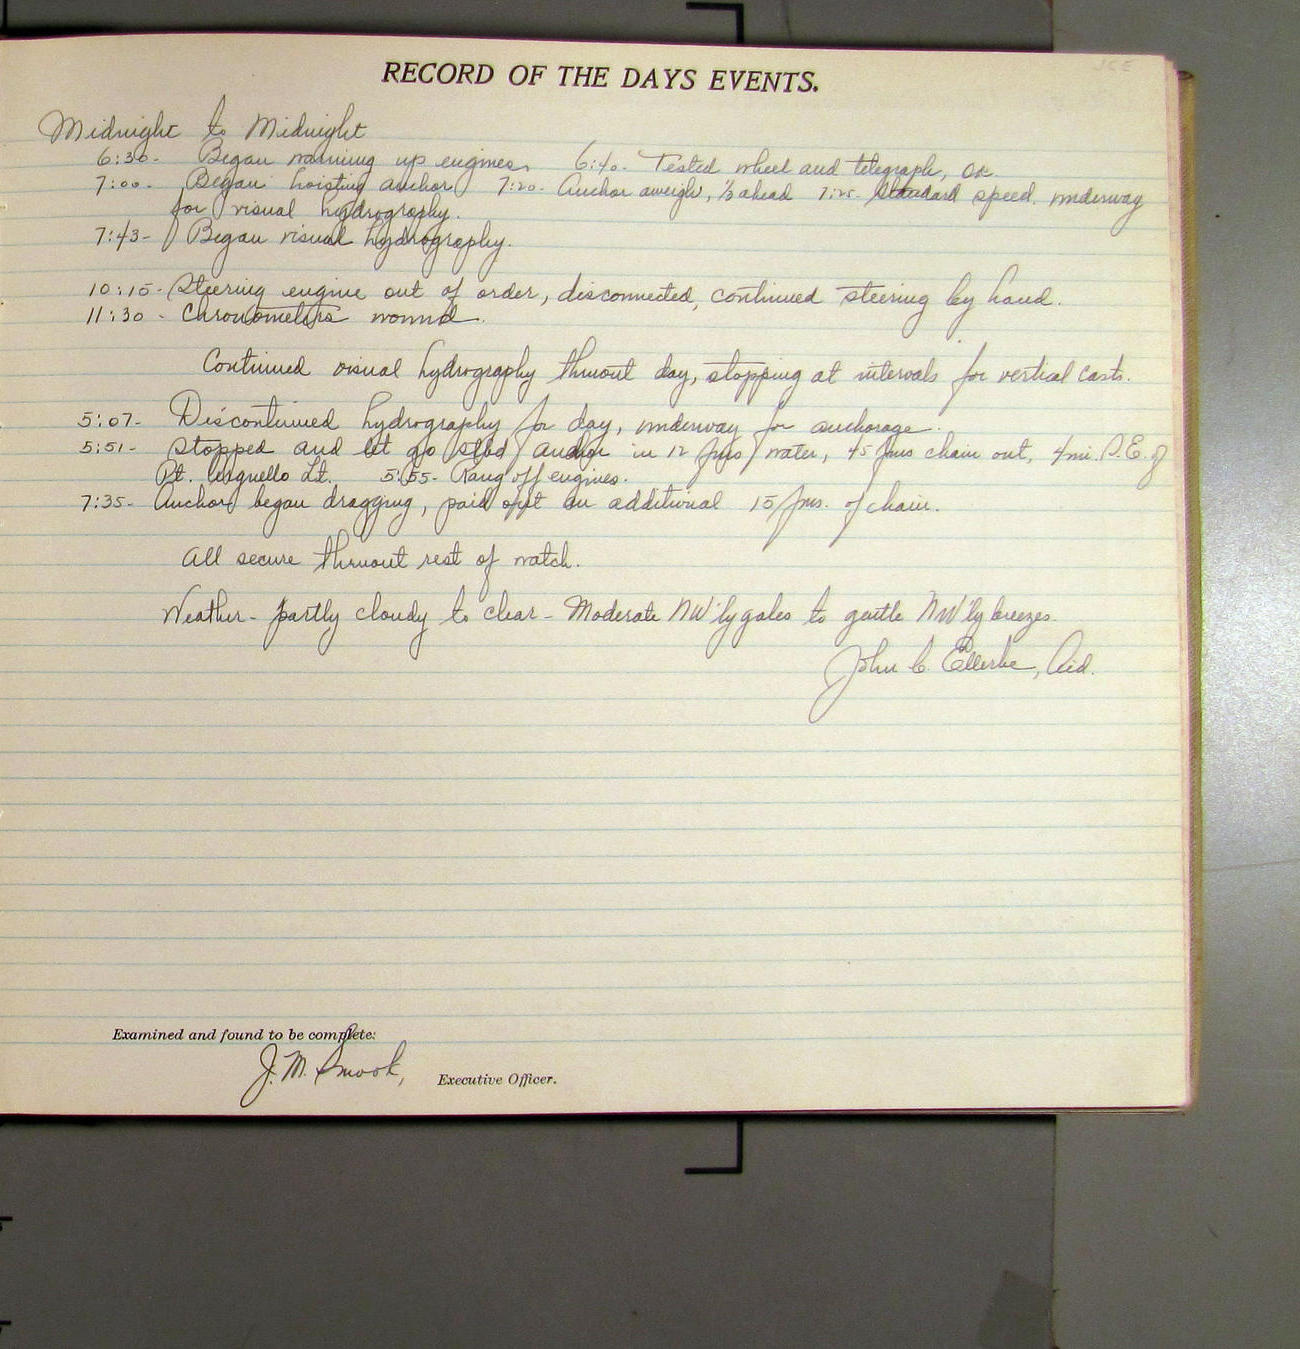 RECORD OF THE DAYS EVENTS.
Midnight to Midnight
6:30- Began warming up engines, 6:40- Tested wheel and telegraph, OK.
7:00- Began hoisting anchor 7:20- Anchor aweigh, ⅓ ahead 7:25- Standard speed, underway
for visual hydrography.
7:43- Began visual hydrography.
10:15- Steering engine out of order, disconnected, continued steering by hand.
11:30 - Chronometers wound.
Continued visual hydrography thruout day, stopping at intervals for vertical casts.
5:07- Discontinued hydrography for day, underway for anchorage.
5:51- Stopped and let go stbd anchor in 12 fms water, 45 fms chain out, 4 mi. S.E. of
Pt. Arguello Lt. 5:55- Rang off engines.
7:35- Anchor began dragging, paid out an additional 15 fms. of chain.
All secure thruout rest of watch.
Weather- partly cloudy to clear - Moderate NW'ly gales to gentle NW'ly breezes.
John C. Ellerbe, Aid.
Examined and found to be complete:
J. M. Smook, Executive Officer.